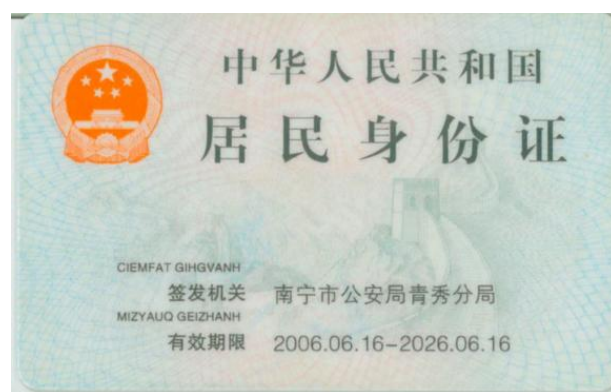 中华人民共和国
居民身份证
CIEMFAT GIHGVANH
签发机关 南宁市公安局青秀分局
MIZYAUQ GEIZHANH
有效期限 2006.06.16-2026.06.16